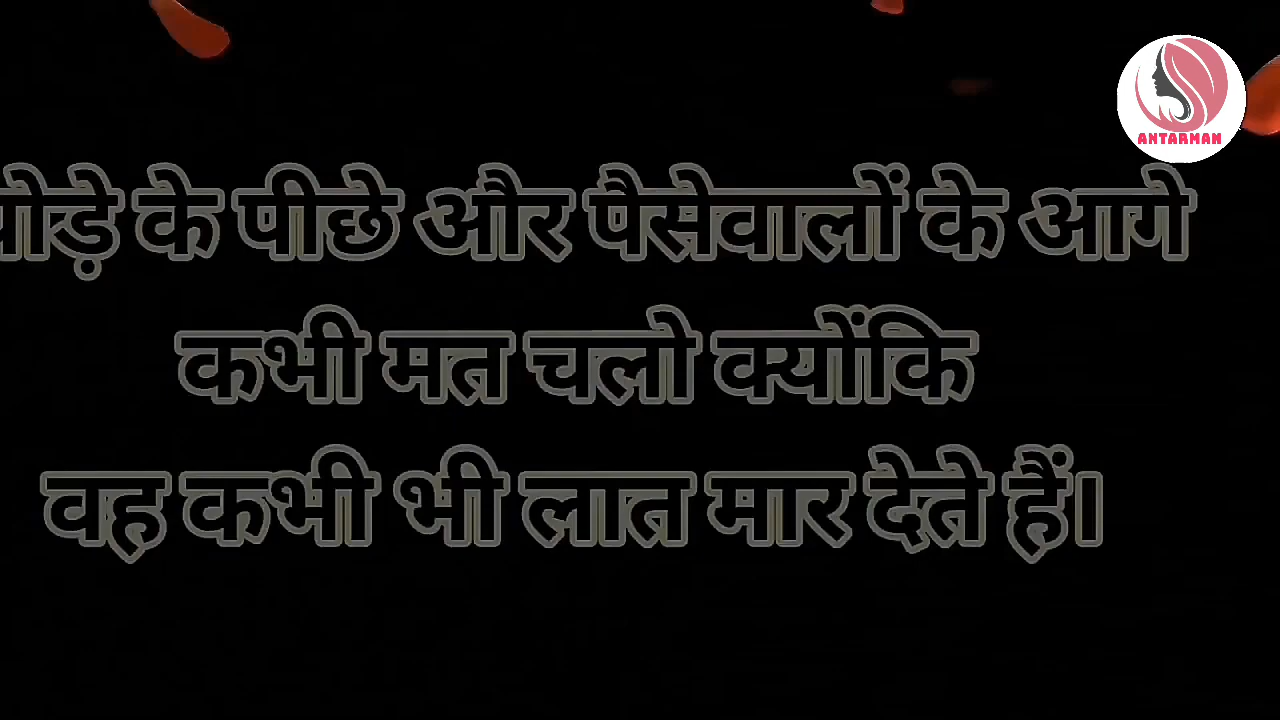 ANTARMAN
के पीछे और पैसेवालों के आगे
कभी मत चलो क्योंकि
वह कभी भी लात मार देते हैं।